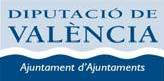 DIPUTACIÓ DE
VALÈNCIA
Ajuntament d'Ajuntaments